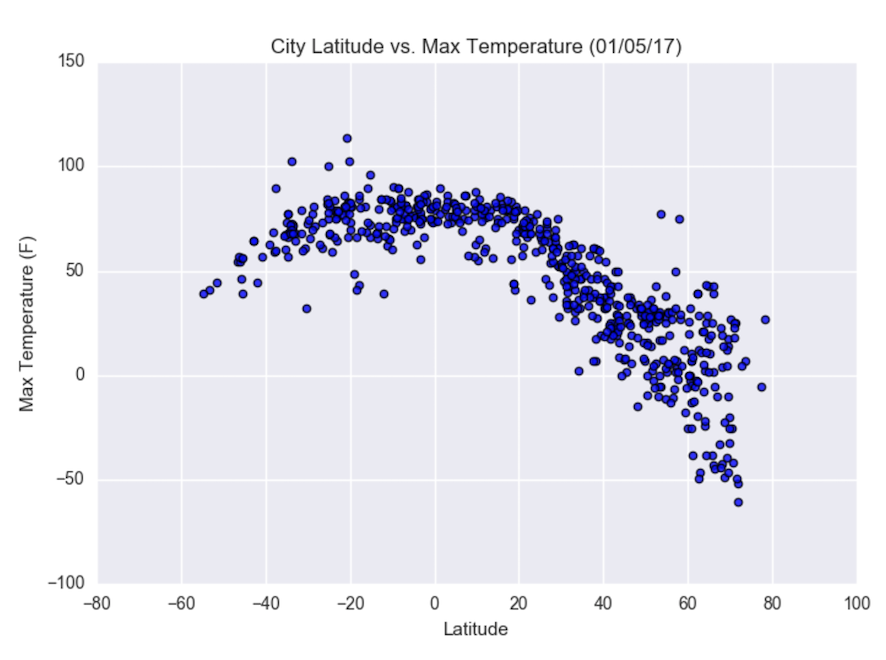 City Latitude vs. Max Temperature (01/05/17)
150
100
50
0
−50
−100
Max Temperature (F)
−80 −60 −40 −20 0 20 40 60 80 100
Latitude